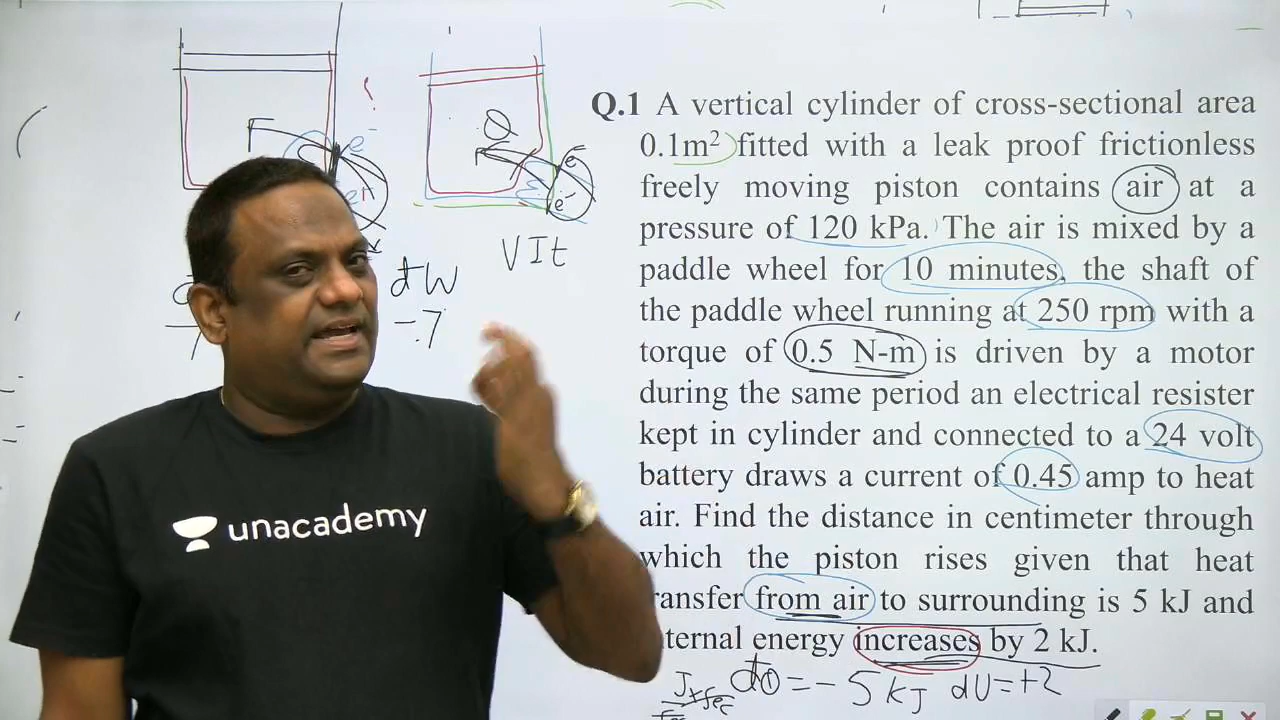 Q.1 A vertical cylinder of cross-sectional area
0.1m² fitted with a leak proof frictionless
freely moving piston contains air at a
pressure of 120 kPa. The air is mixed by a
paddle wheel for 10 minutes, the shaft of
the paddle wheel running at 250 rpm with a
torque of 0.5 N-m is driven by a motor
during the same period an electrical resister
kept in cylinder and connected to a 24 volt
battery draws a current of 0.45 amp to heat
air. Find the distance in centimeter through
which the piston rises given that heat
ransfer from air to surrounding is 5 kJ and
ternal energy increases by 2 kJ.
đQ = - 5 kJ dU = +2
Q
e⁻
e⁻
e⁻
VIt
đW
-7
unacademy